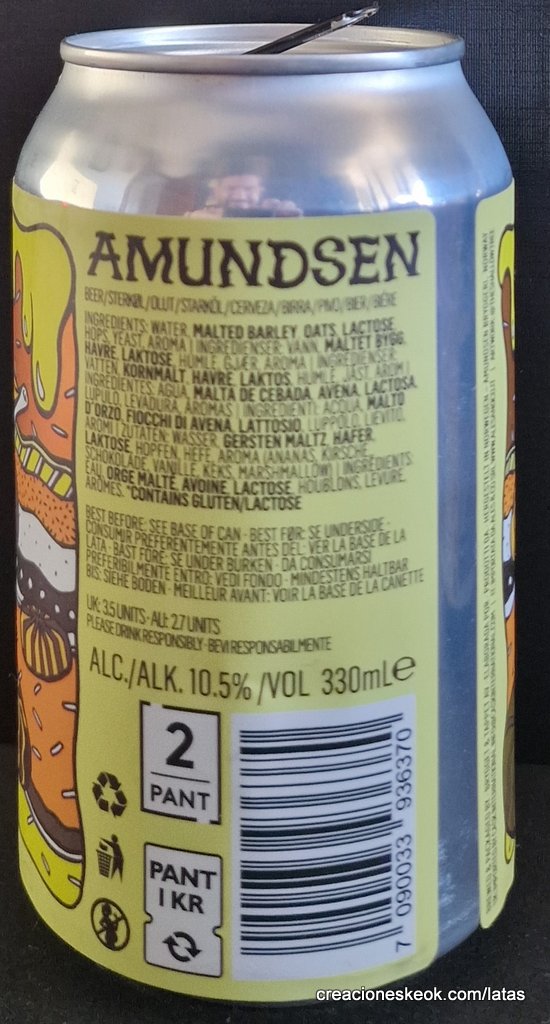 AMUNDSEN
BEER/STERKØL/OLUT/STARKÖL/CERVEZA/BIRRA/PIVO/BIER/BIÈRE
INGREDIENTS: WATER, MALTED BARLEY, OATS, LACTOSE,
HOPS, YEAST, AROMA | INGREDIENSER: VANN, MALTET BYGG,
HAVRE, LAKTOSE, HUMLE, GJÆR, AROMA | INGREDIENSER:
VATTEN, KORNMALT, HAVRE, LAKTOS, HUMLE, JÄST, AROM |
INGREDIENTES: AGUA, MALTA DE CEBADA, AVENA, LACTOSA,
LUPULO, LEVADURA, AROMAS | INGREDIENTI: ACQUA, MALTO
D'ORZO, FIOCCHI DI AVENA, LATTOSIO, LUPPOLO, LIEVITO,
AROMI | ZUTATEN: WASSER, GERSTEN MALTZ, HAFER,
LAKTOSE, HOPFEN, HEFE, AROMA (ANANAS, KIRSCHE,
SCHOKOLADE, VANILLE, KEKS, MARSHMALLOW) | INGREDIENTS:
EAU, ORGE MALTÉ, AVOINE, LACTOSE, HOUBLONS, LEVURE,
ARÔMES. *CONTAINS GLUTEN/LACTOSE
BEST BEFORE: SEE BASE OF CAN · BEST FØR: SE UNDERSIDE ·
CONSUMIR PREFERENTEMENTE ANTES DEL: VER LA BASE DE LA
LATA · BÄST FÖRE: SE UNDER BURKEN · DA CONSUMARSI
PREFERIBILMENTE ENTRO: VEDI FONDO · MINDESTENS HALTBAR
BIS: SIEHE BODEN · MEILLEUR AVANT: VOIR LA BASE DE LA CANETTE
UK: 3.5 UNITS · AU: 2.7 UNITS
PLEASE DRINK RESPONSIBLY · BEVI RESPONSABILMENTE
ALC./ALK. 10.5% /VOL 330mL e
2
PANT
PANT
1 KR
7 090033 936370
creacioneskeok.com/latas